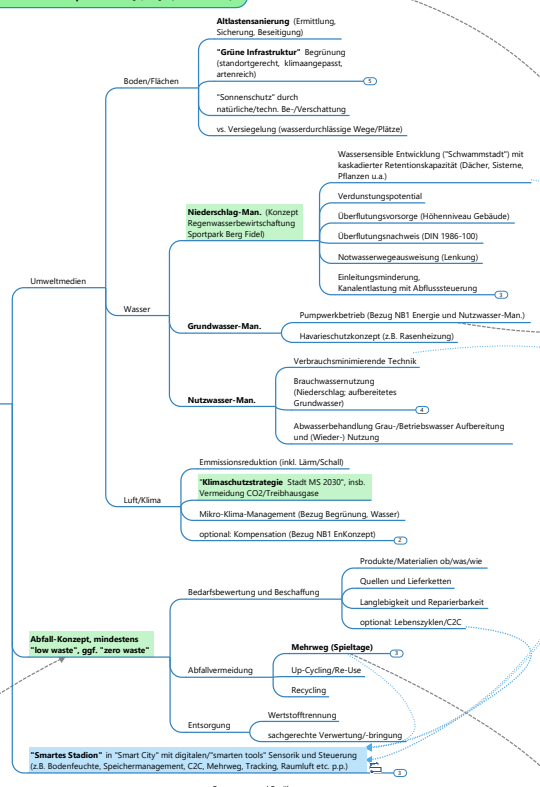 Altlastensanierung (Ermittlung,
Sicherung, Beseitigung)
"Grüne Infrastruktur" Begrünung
(standortgerecht, klimaangepasst,
artenreich)
5
Boden/Flächen
"Sonnenschutz" durch
natürliche/techn. Be-/Verschattung
vs. Versiegelung (wasserdurchlässige Wege/Plätze)
Wassersensible Entwicklung ("Schwammstadt") mit
kaskadierter Retentionskapazität (Dächer, Sisterne,
Pflanzen u.a.)
Verdunstungspotential
Niederschlag-Man. (Konzept
Regenwasserbewirtschaftung
Sportpark Berg Fidel)
Überflutungsvorsorge (Höhenniveau Gebäude)
Überflutungsnachweis (DIN 1986-100)
Notwasserwegeausweisung (Lenkung)
Einleitungsminderung,
Kanalentlastung mit Abflusssteuerung
3
Umweltmedien
Wasser
Pumpwerkbetrieb (Bezug NB1 Energie und Nutzwasser-Man.)
Grundwasser-Man.
Havarieschutzkonzept (z.B. Rasenheizung)
Verbrauchsminimierende Technik
Brauchwassernutzung
(Niederschlag; aufbereitetes
Grundwasser)
4
Nutzwasser-Man.
Abwasserbehandlung Grau-/Betriebswasser Aufbereitung
und (Wieder-) Nutzung
Emmissionsreduktion (inkl. Lärm/Schall)
"Klimaschutzstrategie Stadt MS 2030", insb.
Vermeidung CO2/Treibhausgase
Luft/Klima
Mikro-Klima-Management (Bezug Begrünung, Wasser)
optional: Kompensation (Bezug NB1 EnKonzept)
2
Produkte/Materialien ob/was/wie
Quellen und Lieferketten
Bedarfsbewertung und Beschaffung
Langlebigkeit und Reparierbarkeit
optional: Lebenszyklen/C2C
Abfall-Konzept, mindestens
"low waste", ggf. "zero waste"
Mehrweg (Spieltage)
3
Abfallvermeidung
Up-Cycling/Re-Use
Recycling
Wertstofftrennung
Entsorgung
sachgerechte Verwertung/-bringung
"Smartes Stadion" in "Smart City" mit digitalen/"smarten tools" Sensorik und Steuerung
(z.B. Bodenfeuchte, Speichermanagement, C2C, Mehrweg, Tracking, Raumluft etc. p.p.)
3